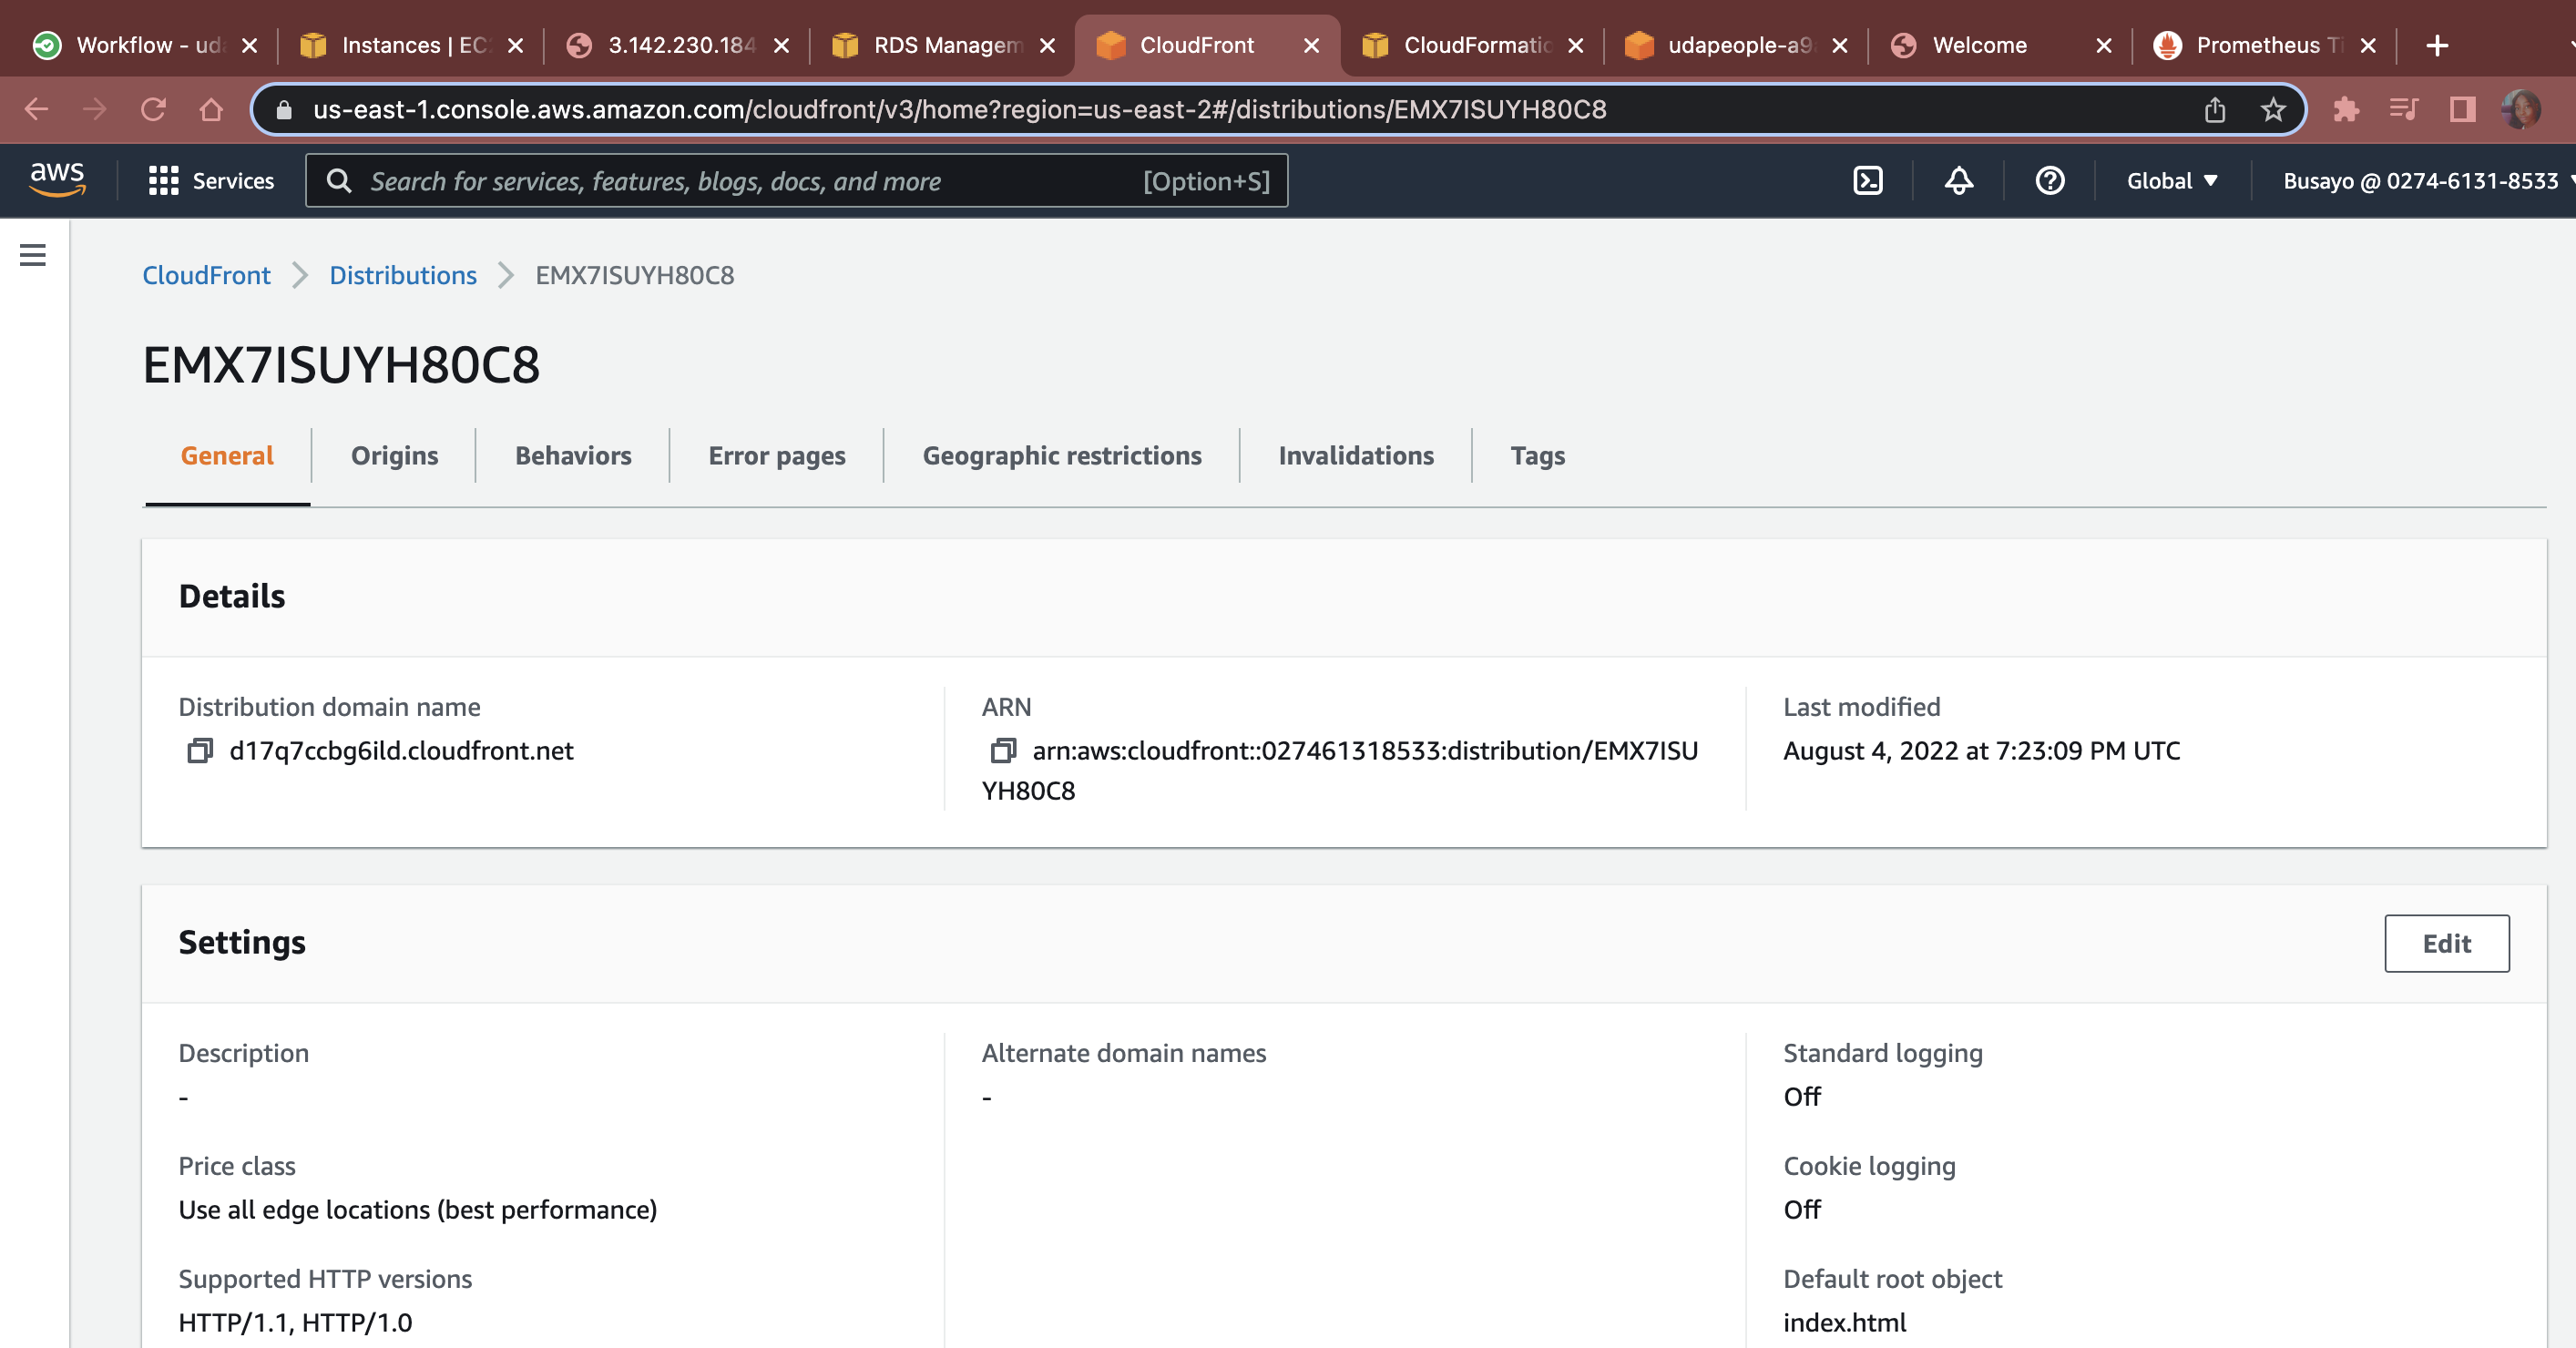 Workflow - uda
Instances | EC2
3.142.230.184
RDS Managem
CloudFront
CloudFormatio
udapeople-a9
Welcome
Prometheus Ti
us-east-1.console.aws.amazon.com/cloudfront/v3/home?region=us-east-2#/distributions/EMX7ISUYH80C8
aws
Services
Search for services, features, blogs, docs, and more
[Option+S]
Global
Busayo @ 0274-6131-8533
CloudFront
Distributions
EMX7ISUYH80C8
EMX7ISUYH80C8
General
Origins
Behaviors
Error pages
Geographic restrictions
Invalidations
Tags
Details
Distribution domain name
d17q7ccbg6ild.cloudfront.net
ARN
arn:aws:cloudfront::027461318533:distribution/EMX7ISU
YH80C8
Last modified
August 4, 2022 at 7:23:09 PM UTC
Settings
Edit
Description
-
Price class
Use all edge locations (best performance)
Supported HTTP versions
HTTP/1.1, HTTP/1.0
Alternate domain names
-
Standard logging
Off
Cookie logging
Off
Default root object
index.html